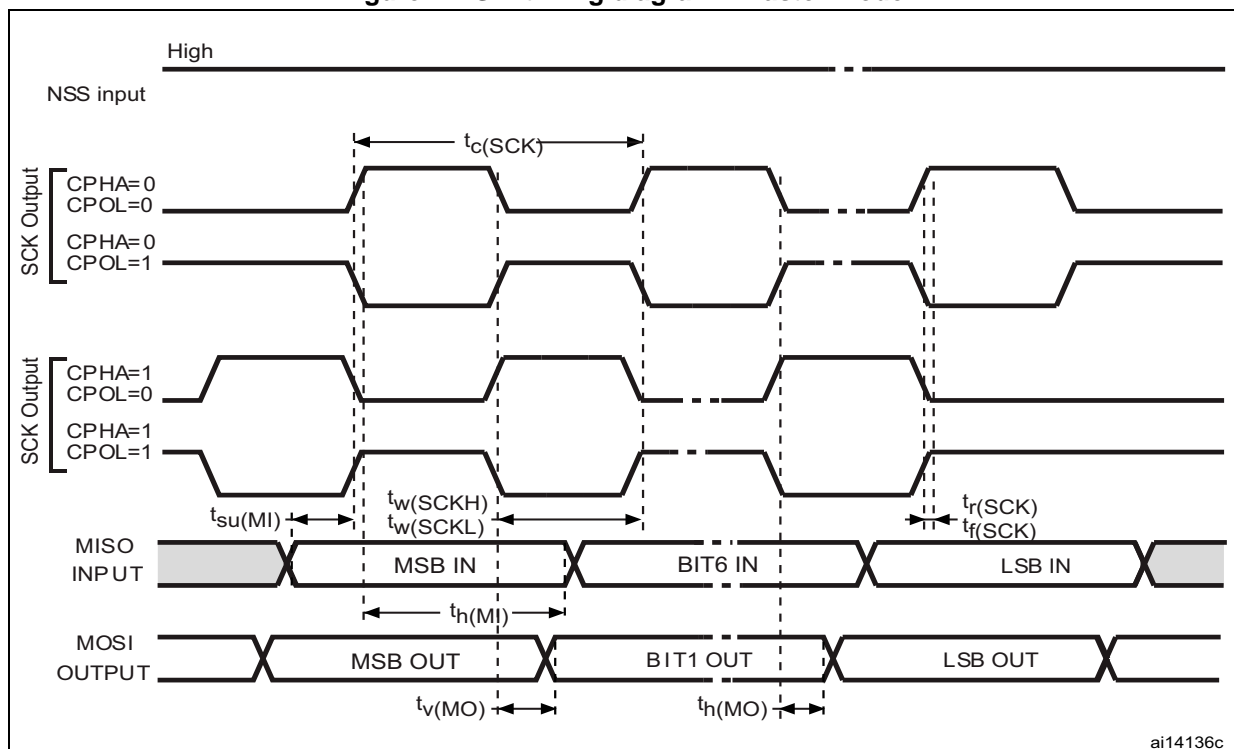 High
NSS input
tc(SCK)
SCK Output
CPHA=0
CPOL=0
CPHA=0
CPOL=1
SCK Output
CPHA=1
CPOL=0
CPHA=1
CPOL=1
tsu(MI)
tw(SCKH)
tw(SCKL)
tr(SCK)
tf(SCK)
MISO
INPUT
MSB IN
BIT6 IN
LSB IN
th(MI)
MOSI
OUTPUT
MSB OUT
BIT1 OUT
LSB OUT
tv(MO)
th(MO)
ai14136c